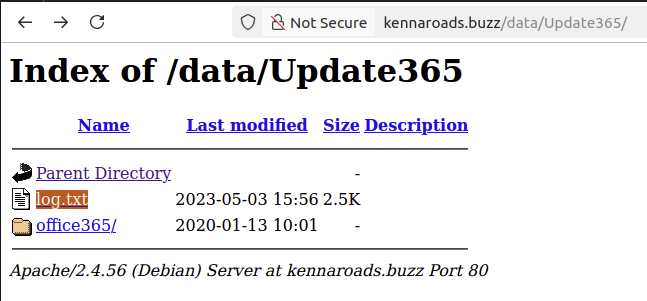 Not Secure kennaroads.buzz/data/Update365/
Index of /data/Update365
Name Last modified Size Description
Parent Directory -
log.txt 2023-05-03 15:56 2.5K
office365/ 2020-01-13 10:01 -
Apache/2.4.56 (Debian) Server at kennaroads.buzz Port 80